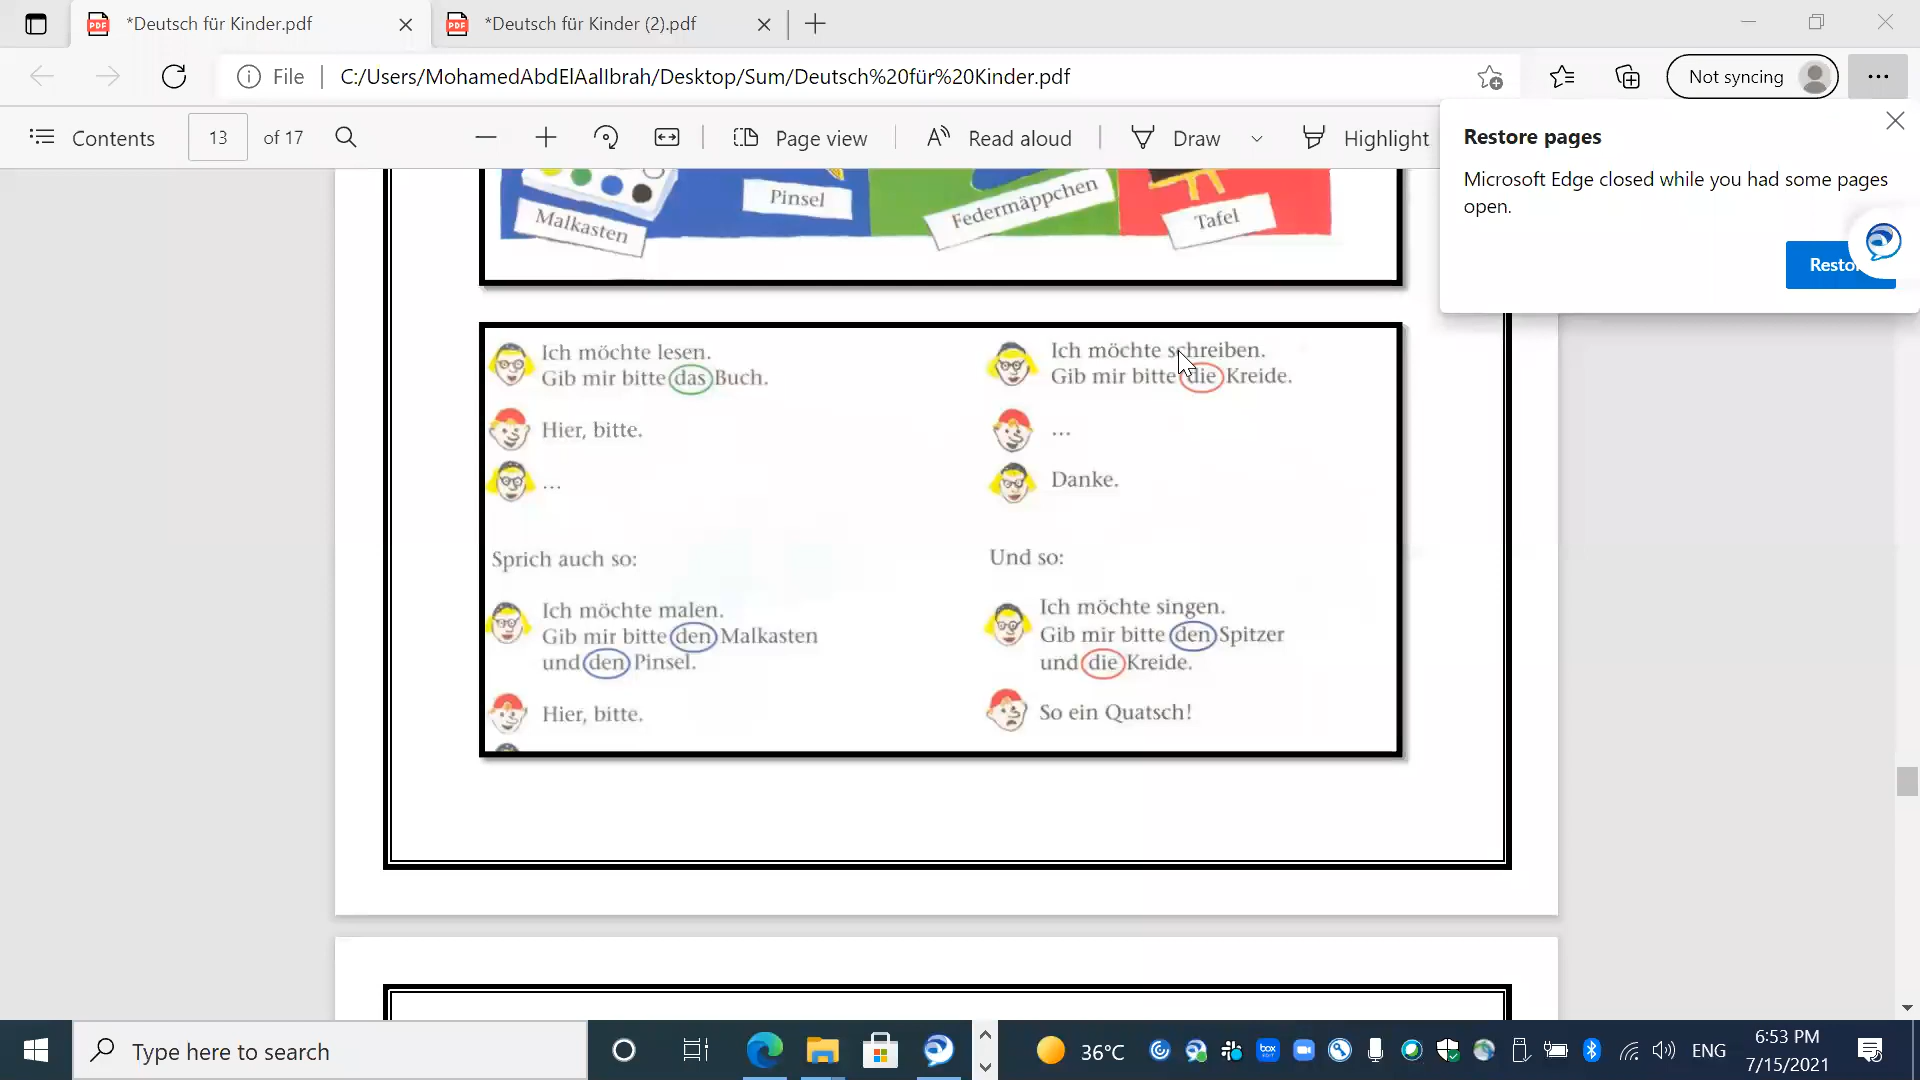 *Deutsch für Kinder.pdf
*Deutsch für Kinder (2).pdf
File
C:/Users/MohamedAbdElAalIbrah/Desktop/Sum/Deutsch%20für%20Kinder.pdf
Not syncing
Contents
13
of 17
Page view
Read aloud
Draw
Highlight
Restore pages
Microsoft Edge closed while you had some pages
open.
Malkasten
Pinsel
Federmäppchen
Tafel
Ich möchte lesen.
Gib mir bitte das Buch.
Hier, bitte.
...
Sprich auch so:
Ich möchte malen.
Gib mir bitte den Malkasten
und den Pinsel.
Hier, bitte.
Ich möchte schreiben.
Gib mir bitte die Kreide.
...
Danke.
Und so:
Ich möchte singen.
Gib mir bitte den Spitzer
und die Kreide.
So ein Quatsch!
Type here to search
box
36°C
ENG
6:53 PM
7/15/2021